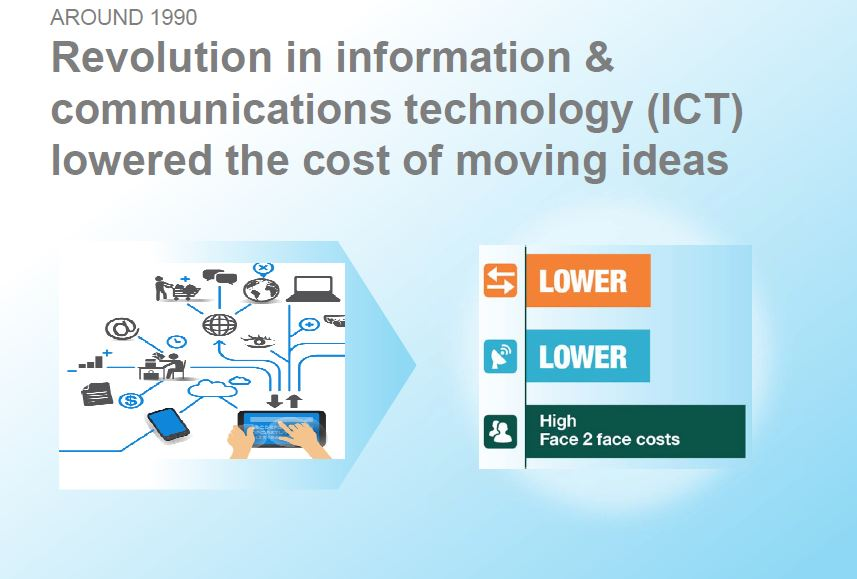 AROUND 1990
Revolution in information &
communications technology (ICT)
lowered the cost of moving ideas
LOWER
LOWER
High
Face 2 face costs